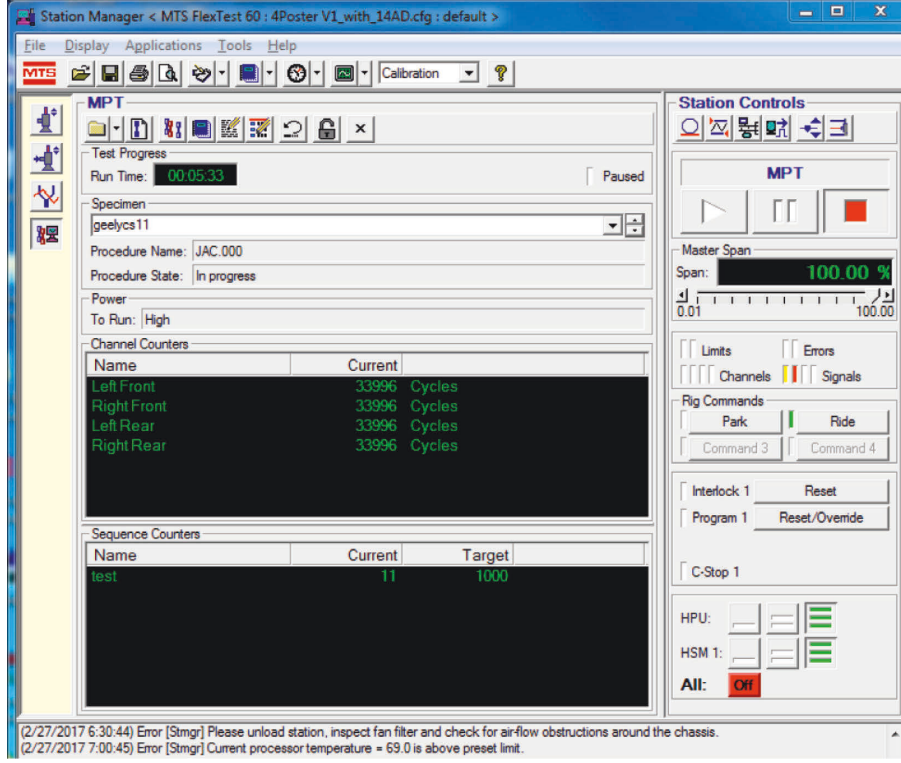 Station Manager < MTS FlexTest 60 : 4Poster V1_with_14AD.cfg : default >
File Display Applications Tools Help
MTS Calibration
MPT
Test Progress
Run Time: 00:05:33 Paused
Specimen
geelycs11
Procedure Name: JAC.000
Procedure State: In progress
Power
To Run: High
Channel Counters
Name Current
Left Front 33996 Cycles
Right Front 33996 Cycles
Left Rear 33996 Cycles
Right Rear 33996 Cycles
Sequence Counters
Name Current Target
test 11 1000
Station Controls
MPT
Master Span
Span: 100.00 %
0.01 100.00
Limits Errors
Channels Signals
Rig Commands
Park Ride
Command 3 Command 4
Interlock 1 Reset
Program 1 Reset/Override
C-Stop 1
HPU:
HSM 1:
All: Off
(2/27/2017 6:30:44) Error [Stmgr] Please unload station, inspect fan filter and check for air-flow obstructions around the chassis.
(2/27/2017 7:00:45) Error [Stmgr] Current processor temperature = 69.0 is above preset limit.